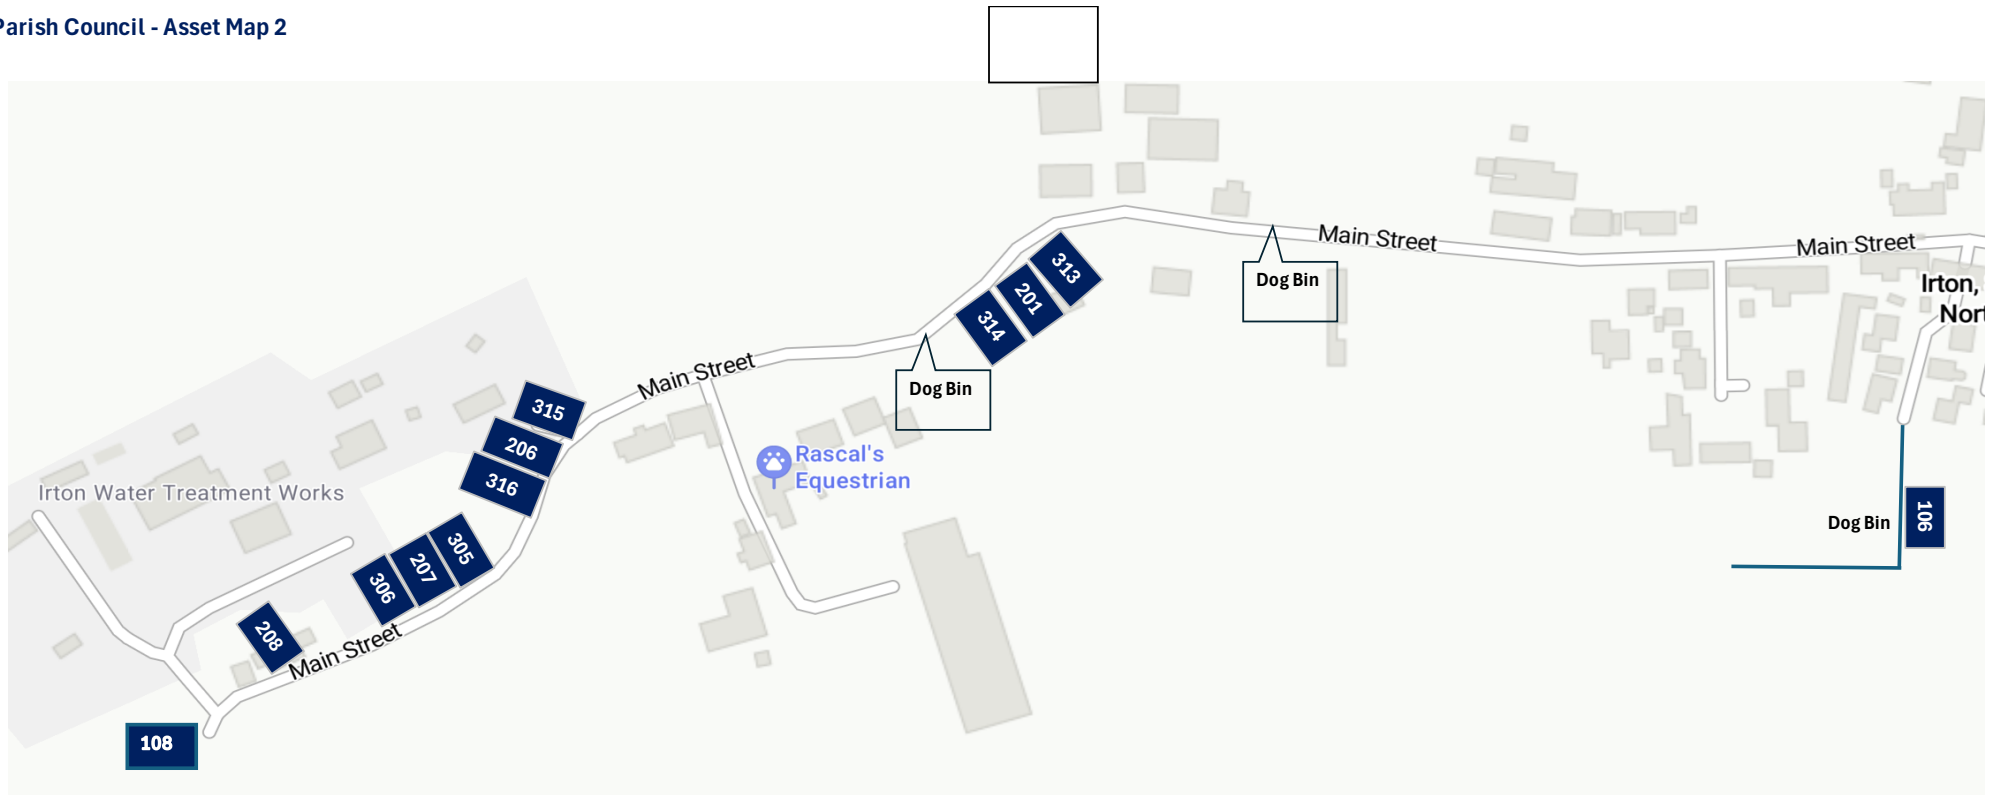 Parish Council - Asset Map 2
Main Street
Main Street
Dog Bin
313
201
314
Irton,
Nort
Main Street
Dog Bin
315
206
316
Rascal's
Equestrian
Irton Water Treatment Works
305
207
306
Dog Bin
106
208
Main Street
108